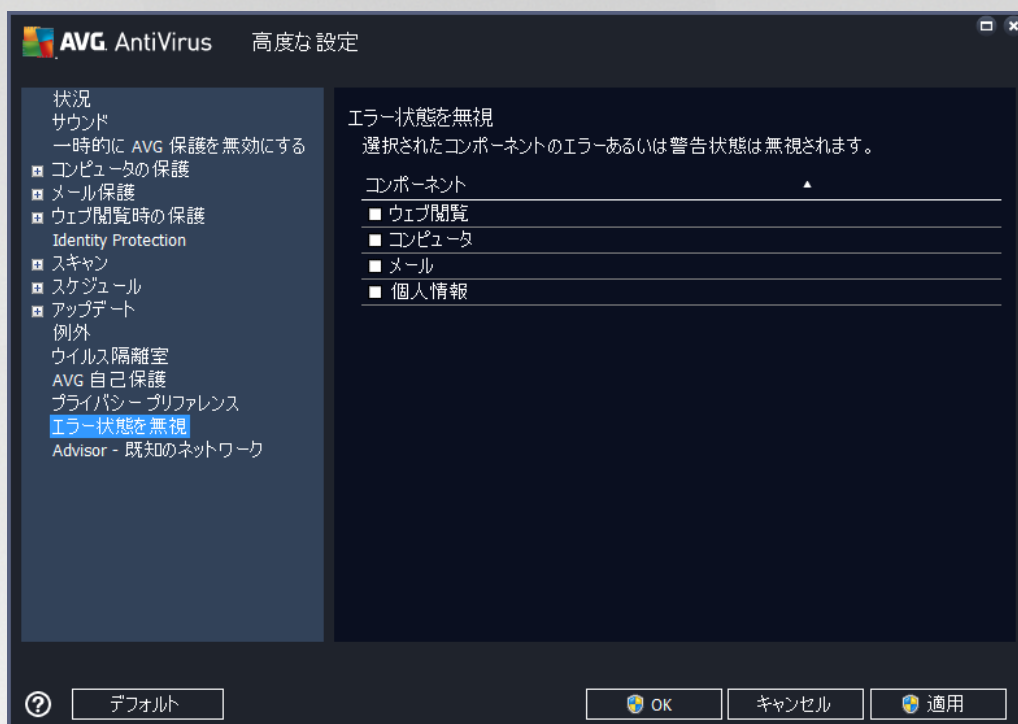 AVG AntiVirus 高度な設定
状況
サウンド
一時的に AVG 保護を無効にする
コンピュータの保護
メール保護
ウェブ閲覧時の保護
Identity Protection
スキャン
スケジュール
アップデート
例外
ウイルス隔離室
AVG 自己保護
プライバシー プリファレンス
エラー状態を無視
Advisor - 既知のネットワーク
エラー状態を無視
選択されたコンポーネントのエラーあるいは警告状態は無視されます。
コンポーネント
ウェブ閲覧
コンピュータ
メール
個人情報
デフォルト
OK
キャンセル
適用